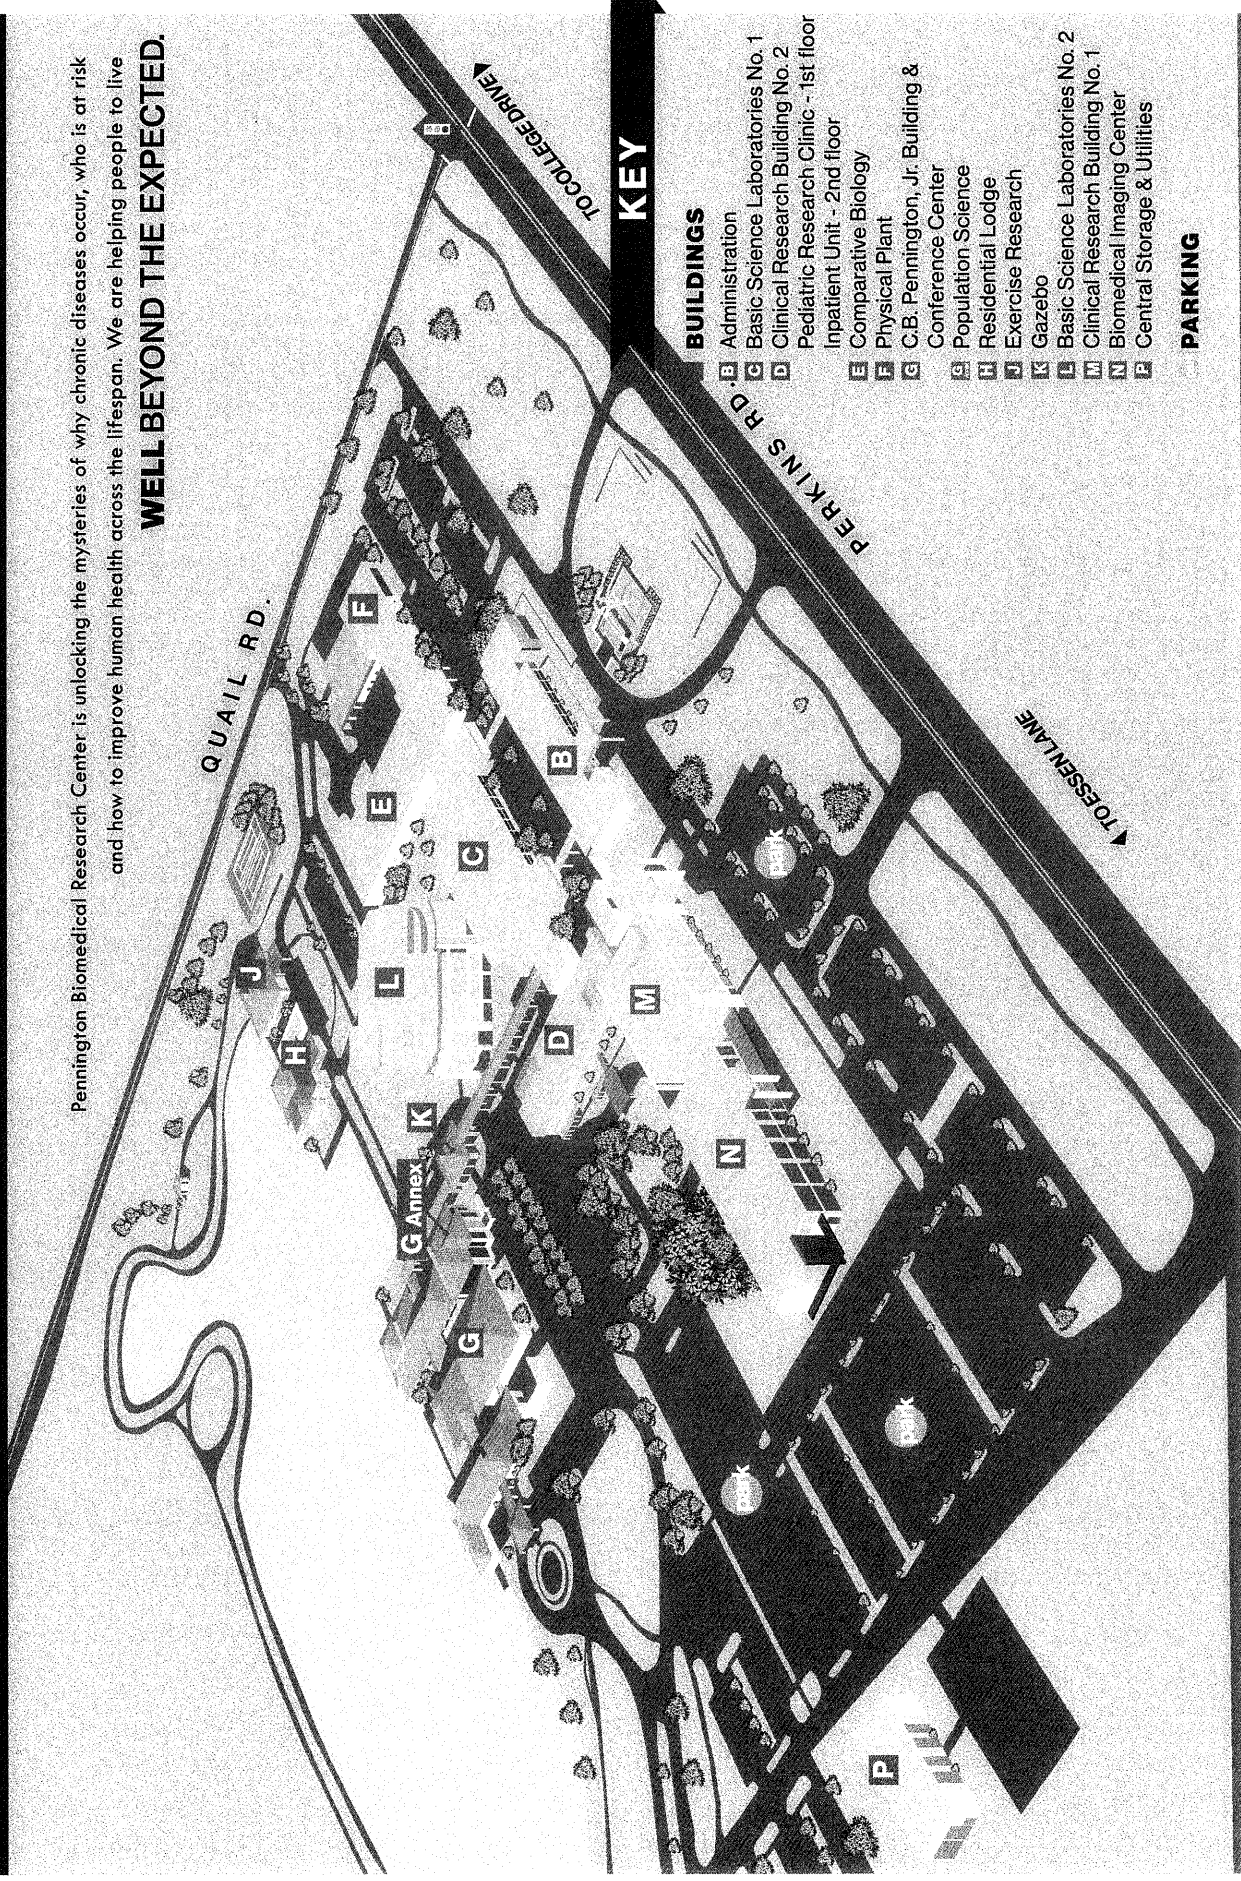 Pennington Biomedical Research Center is unlocking the mysteries of why chronic diseases occur, who is at risk
and how to improve human health across the lifespan. We are helping people to live
WELL BEYOND THE EXPECTED.
QUAIL RD.
TO COLLEGE DRIVE
PERKINS RD.
TO ESSEN LANE
F
E
J
C
B
L
H
D
M
K
G Annex
N
G
park
park
park
P
KEY
BUILDINGS
B Administration
C Basic Science Laboratories No. 1
D Clinical Research Building No. 2
Pediatric Research Clinic - 1st floor
Inpatient Unit - 2nd floor
E Comparative Biology
F Physical Plant
G C.B. Pennington, Jr. Building &
Conference Center
G Population Science
H Residential Lodge
J Exercise Research
K Gazebo
L Basic Science Laboratories No. 2
M Clinical Research Building No. 1
N Biomedical Imaging Center
P Central Storage & Utilities
PARKING